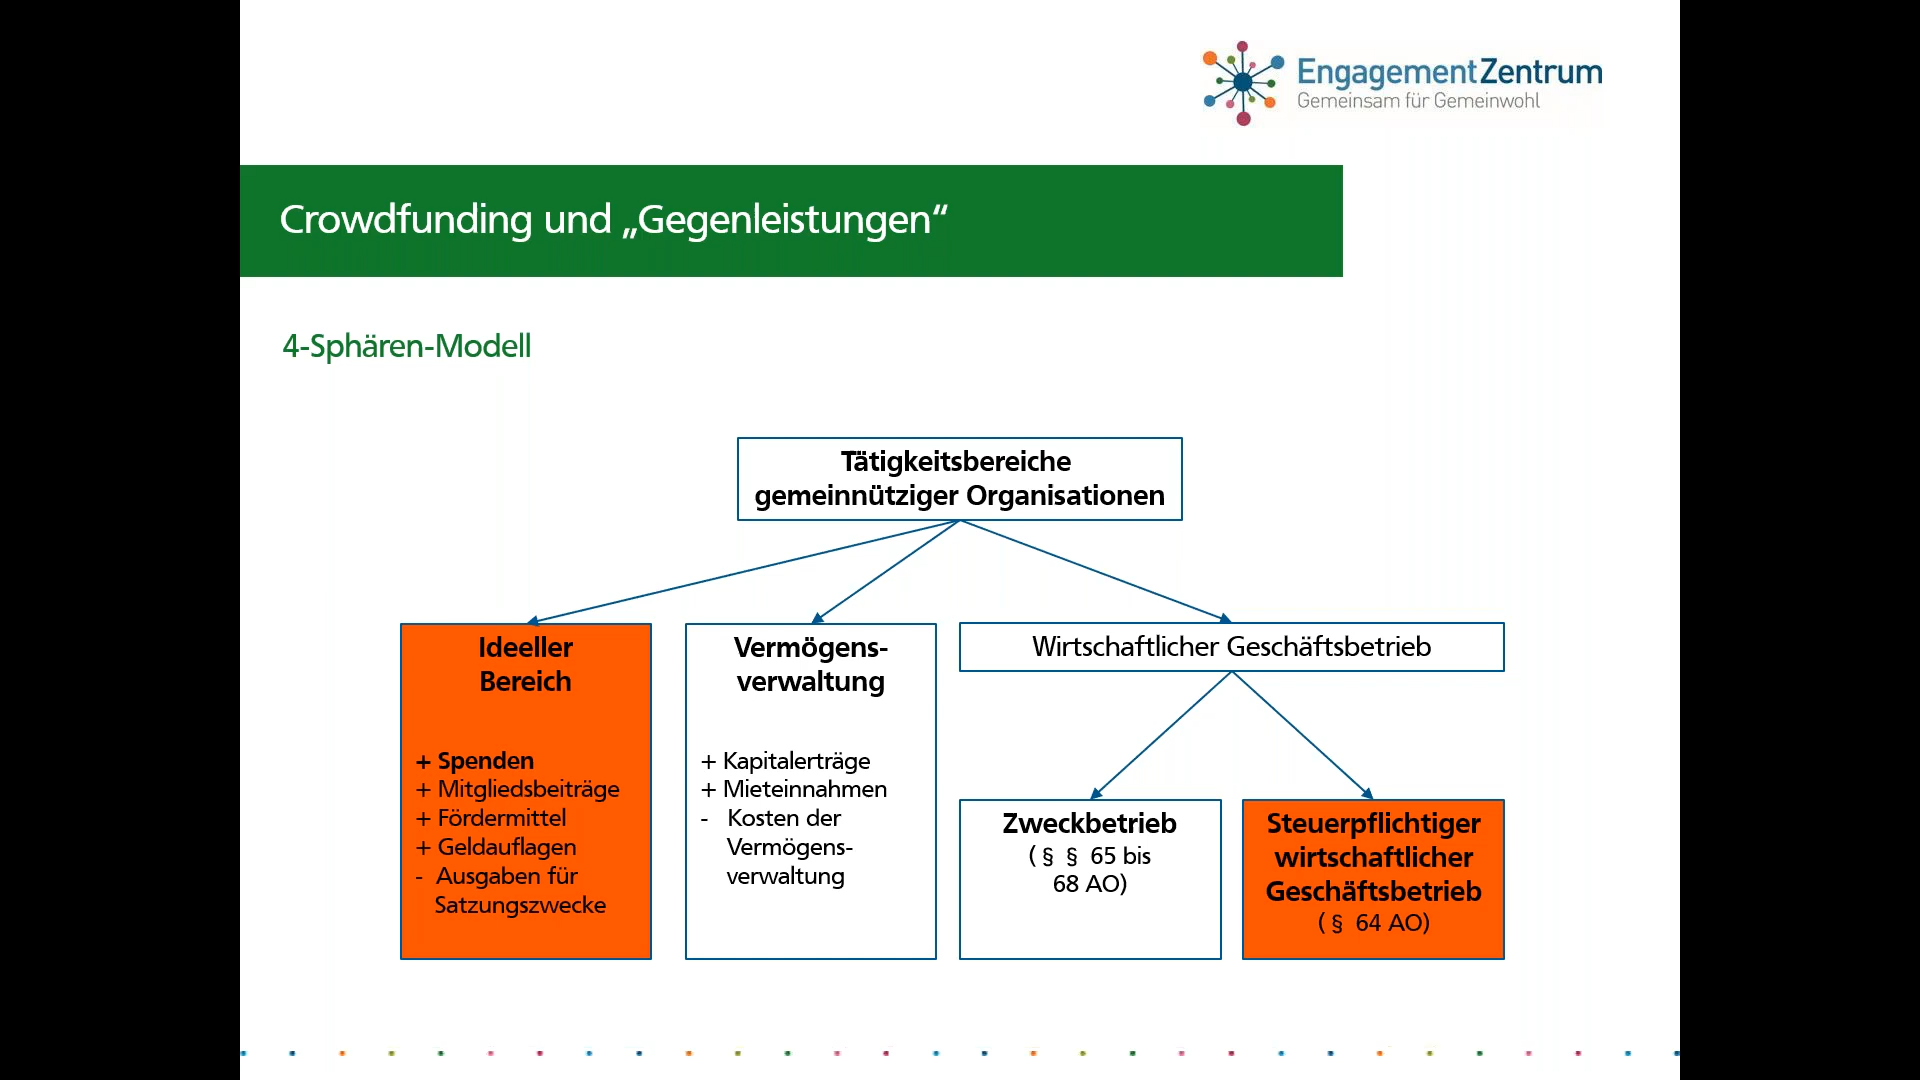 EngagementZentrum
Gemeinsam für Gemeinwohl
Crowdfunding und „Gegenleistungen“
4-Sphären-Modell
Tätigkeitsbereiche
gemeinnütziger Organisationen
Ideeller
Bereich
+ Spenden
+ Mitgliedsbeiträge
+ Fördermittel
+ Geldauflagen
- Ausgaben für
Satzungszwecke
Vermögens-
verwaltung
+ Kapitalerträge
+ Mieteinnahmen
- Kosten der
Vermögens-
verwaltung
Wirtschaftlicher Geschäftsbetrieb
Zweckbetrieb
(§ § 65 bis
68 AO)
Steuerpflichtiger
wirtschaftlicher
Geschäftsbetrieb
(§ 64 AO)